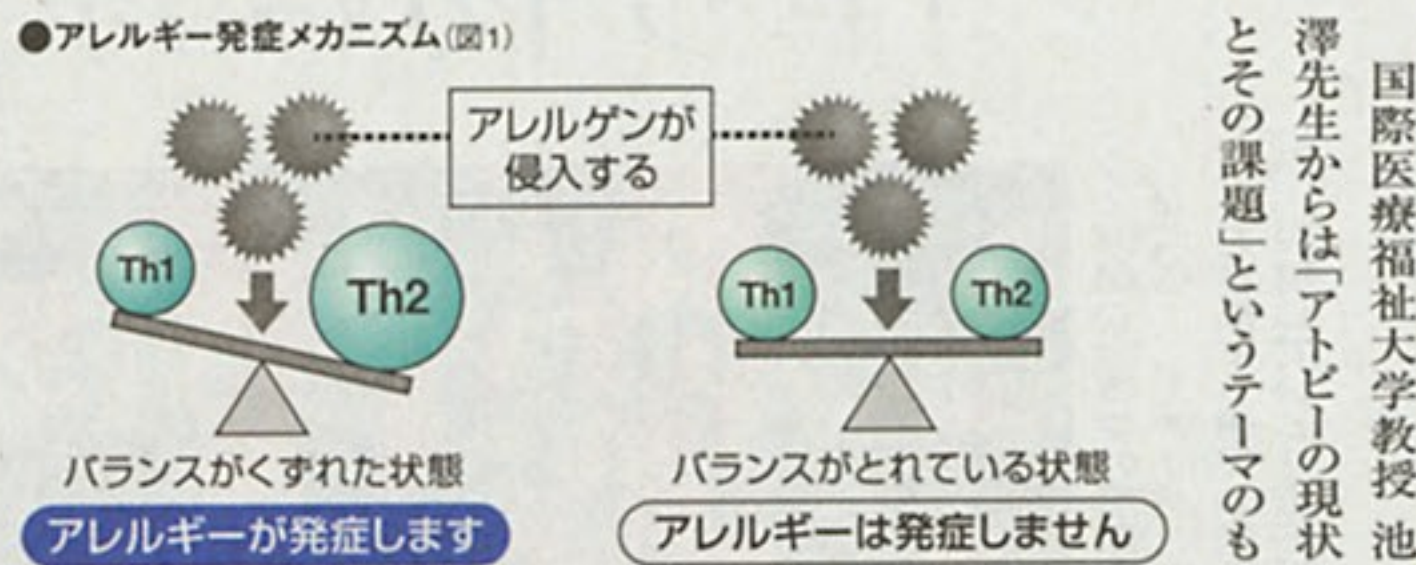 ●アレルギー発症メカニズム(図1)
アレルゲンが
侵入する
Th1
Th2
Th1
Th2
バランスがくずれた状態
バランスがとれている状態
アレルギーが発症します
アレルギーは発症しません
国際医療福祉大学教授 池
澤先生からは「アトピーの現状
とその課題」というテーマのも